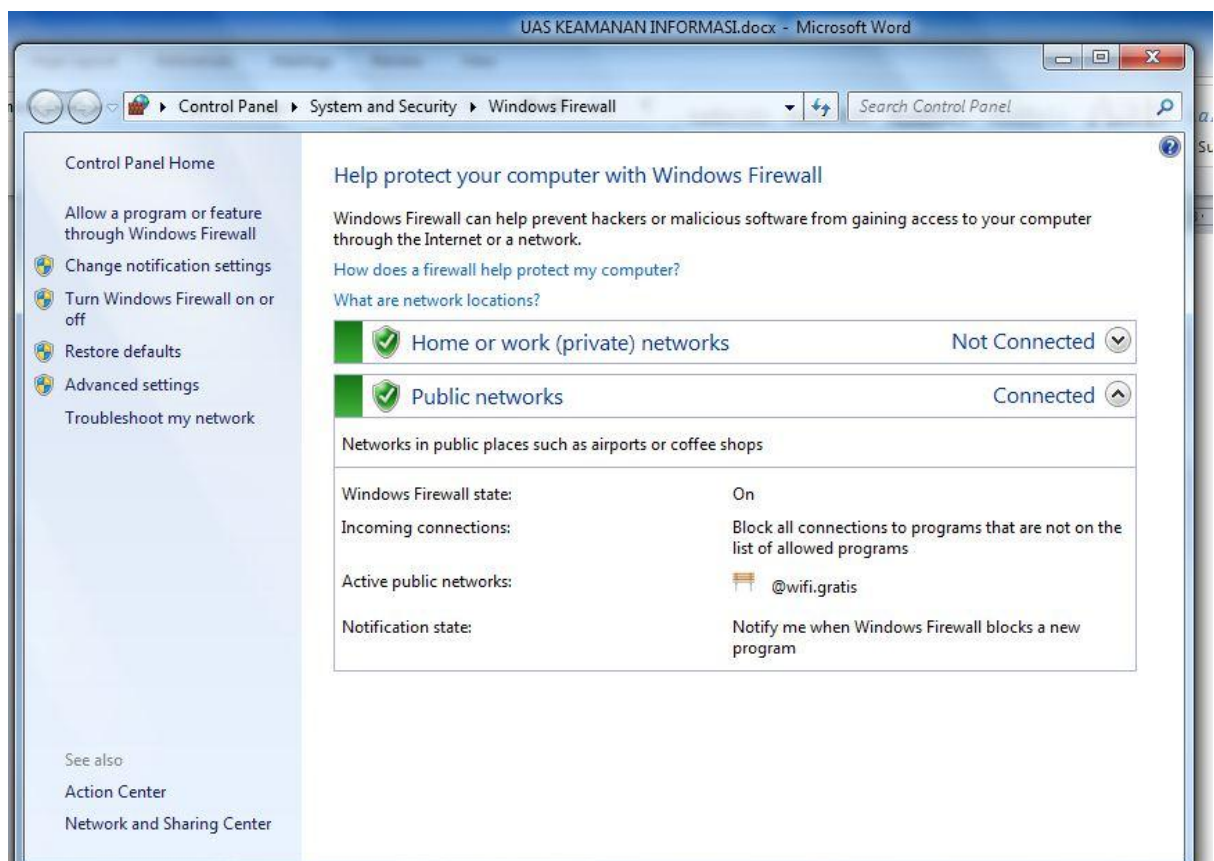 UAS KEAMANAN INFORMASI.docx - Microsoft Word
Control Panel
System and Security
Windows Firewall
Search Control Panel
Control Panel Home
Allow a program or feature
through Windows Firewall
Change notification settings
Turn Windows Firewall on or
off
Restore defaults
Advanced settings
Troubleshoot my network
See also
Action Center
Network and Sharing Center
Help protect your computer with Windows Firewall
Windows Firewall can help prevent hackers or malicious software from gaining access to your computer
through the Internet or a network.
How does a firewall help protect my computer?
What are network locations?
Home or work (private) networks
Not Connected
Public networks
Connected
Networks in public places such as airports or coffee shops
Windows Firewall state:
On
Incoming connections:
Block all connections to programs that are not on the
list of allowed programs
Active public networks:
@wifi.gratis
Notification state:
Notify me when Windows Firewall blocks a new
program